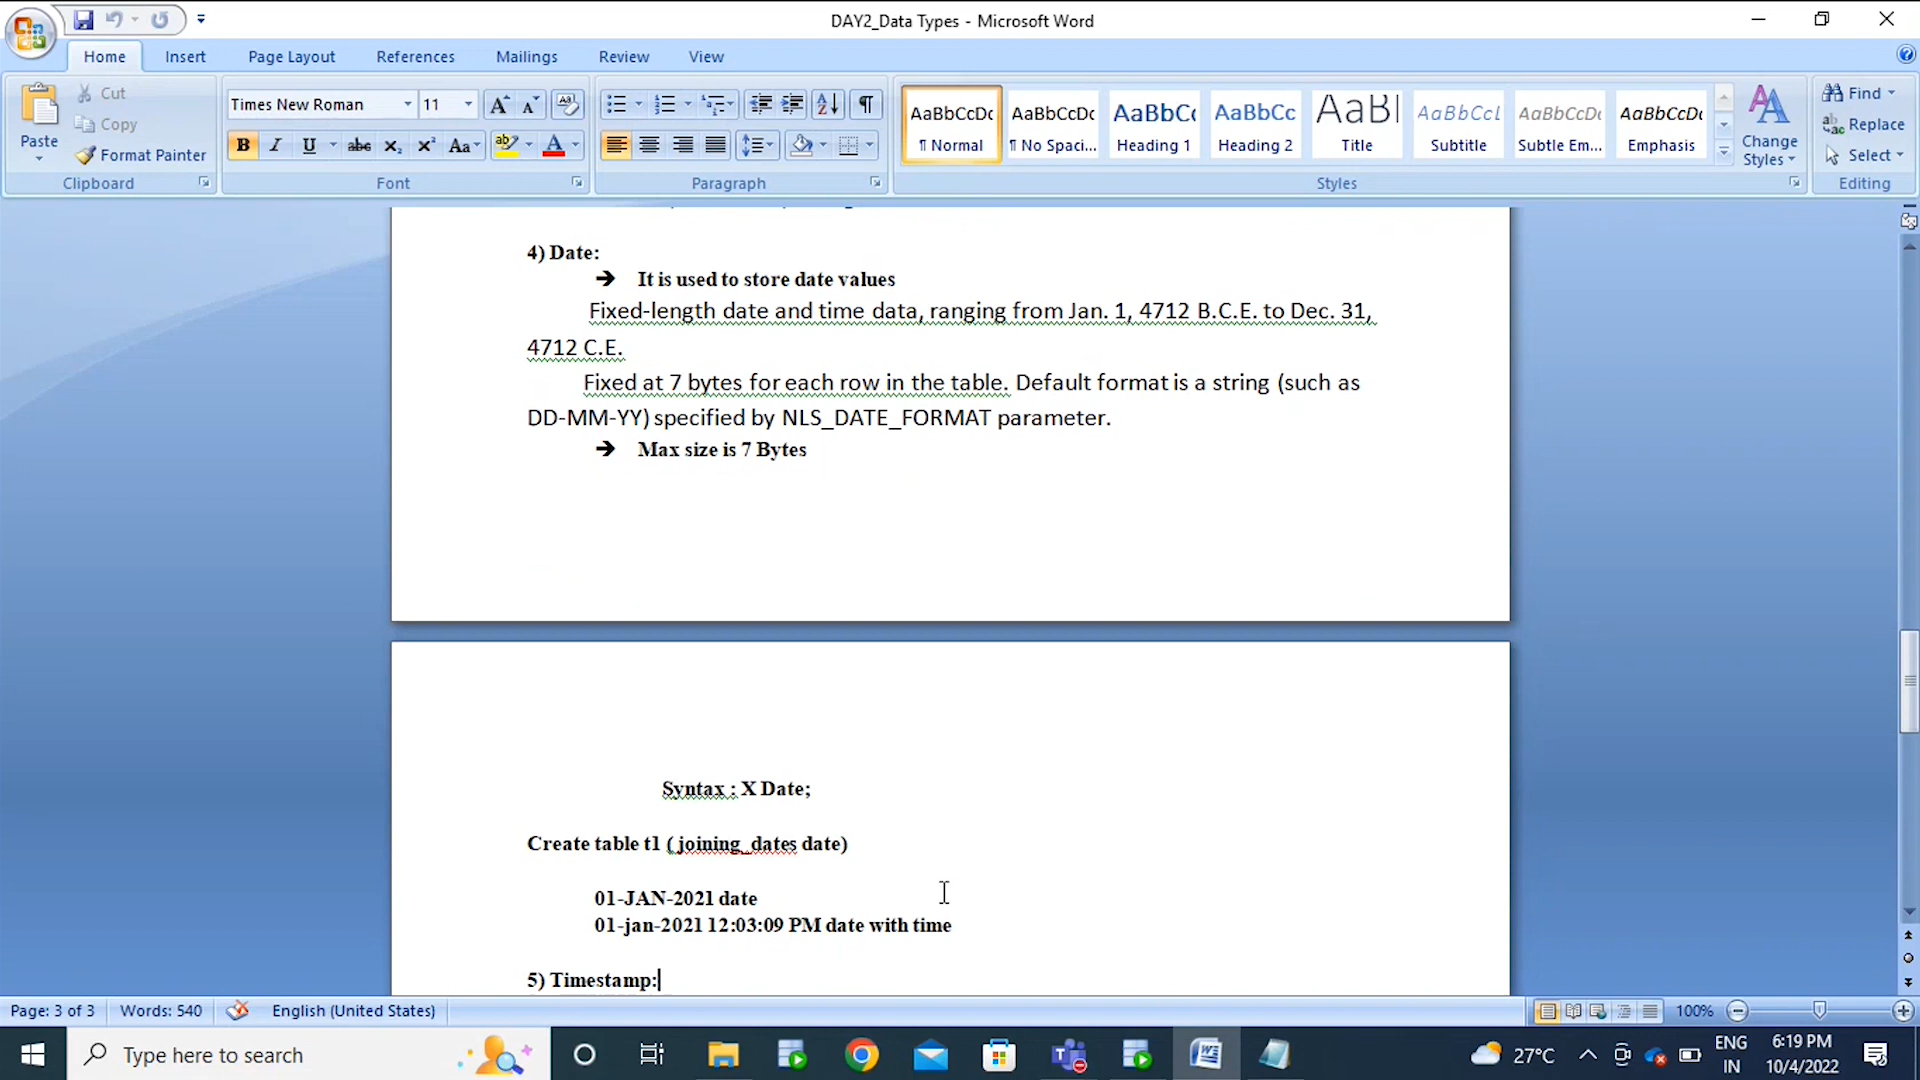 DAY2_Data Types - Microsoft Word
Home Insert Page Layout References Mailings Review View
Paste
Cut
Copy
Format Painter
Clipboard
Times New Roman 11
Font
Paragraph
AaBbCcDc AaBbCcDc AaBbCc AaBbCc AaBl AaBbCcL AaBbCcDc AaBbCcDc
¶ Normal ¶ No Spaci... Heading 1 Heading 2 Title Subtitle Subtle Em... Emphasis
Styles
Change
Styles
Find
Replace
Select
Editing
4) Date:
➔ It is used to store date values
Fixed-length date and time data, ranging from Jan. 1, 4712 B.C.E. to Dec. 31,
4712 C.E.
Fixed at 7 bytes for each row in the table. Default format is a string (such as
DD-MM-YY) specified by NLS_DATE_FORMAT parameter.
➔ Max size is 7 Bytes
Syntax : X Date;
Create table t1 ( joining_dates date)
01-JAN-2021 date
01-jan-2021 12:03:09 PM date with time
5) Timestamp:
Page: 3 of 3 Words: 540 English (United States) 100%
Type here to search
27°C
ENG
IN
6:19 PM
10/4/2022